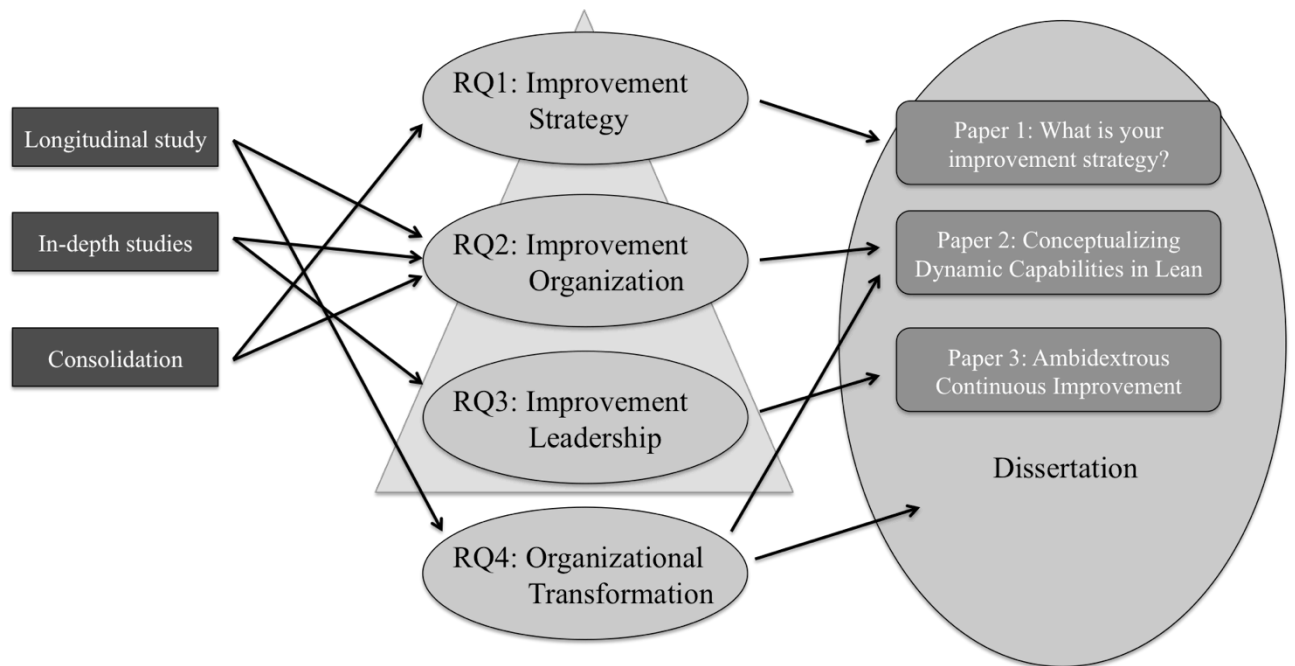 Longitudinal study
In-depth studies
Consolidation
RQ1: Improvement
Strategy
RQ2: Improvement
Organization
RQ3: Improvement
Leadership
RQ4: Organizational
Transformation
Paper 1: What is your
improvement strategy?
Paper 2: Conceptualizing
Dynamic Capabilities in Lean
Paper 3: Ambidextrous
Continuous Improvement
Dissertation